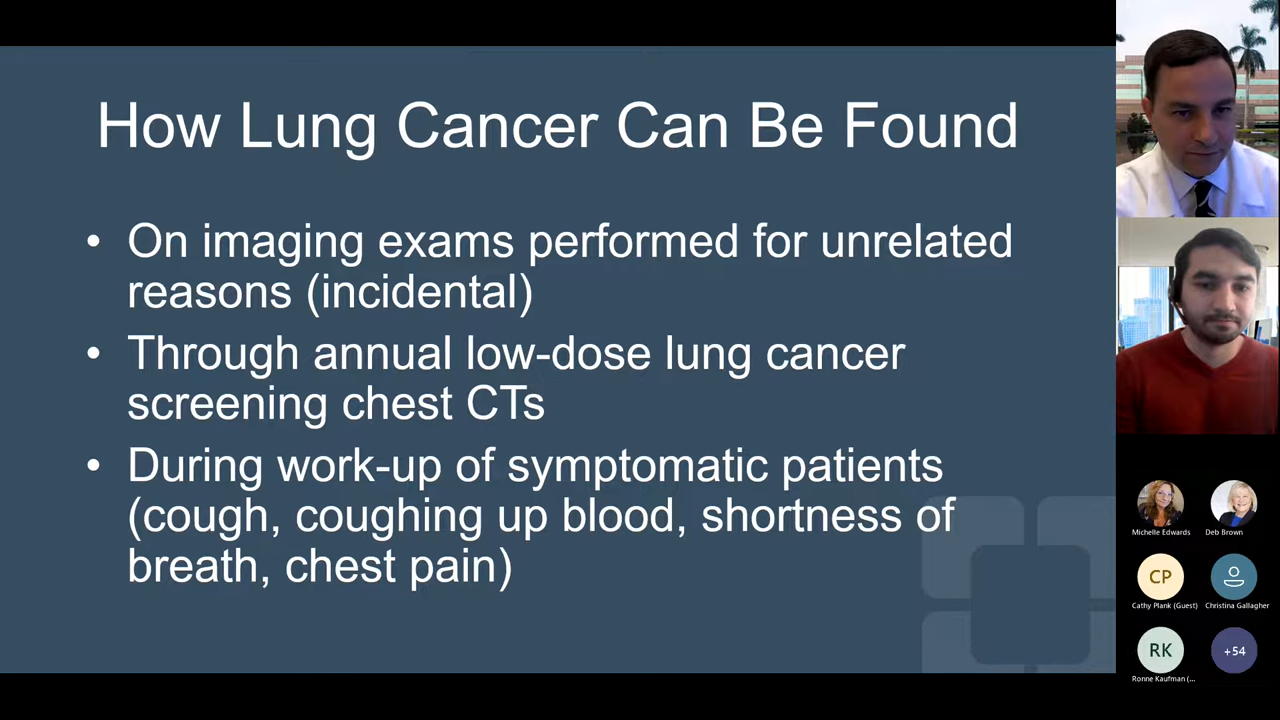 How Lung Cancer Can Be Found
• On imaging exams performed for unrelated
reasons (incidental)
• Through annual low-dose lung cancer
screening chest CTs
• During work-up of symptomatic patients
(cough, coughing up blood, shortness of
breath, chest pain)
Michelle Edwards
Deb Brown
CP
Cathy Plank (Guest)
Christina Gallagher
RK
+54
Ronne Kaufman (...